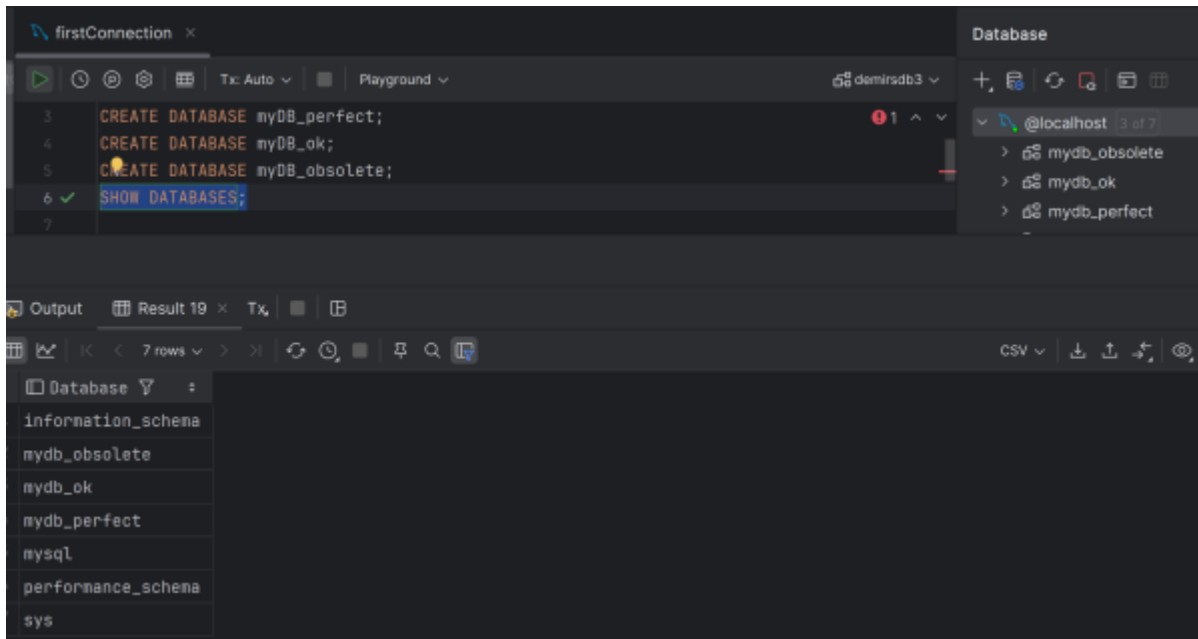 firstConnection
Database
Tx: Auto
Playground
demirsdb3
3 CREATE DATABASE myDB_perfect;
1
4 CREATE DATABASE myDB_ok;
5 CREATE DATABASE myDB_obsolete;
6 SHOW DATABASES;
7
@localhost 3 of 7
mydb_obsolete
mydb_ok
mydb_perfect
Output Result 19 Tx
7 rows
CSV
Database
information_schema
mydb_obsolete
mydb_ok
mydb_perfect
mysql
performance_schema
sys